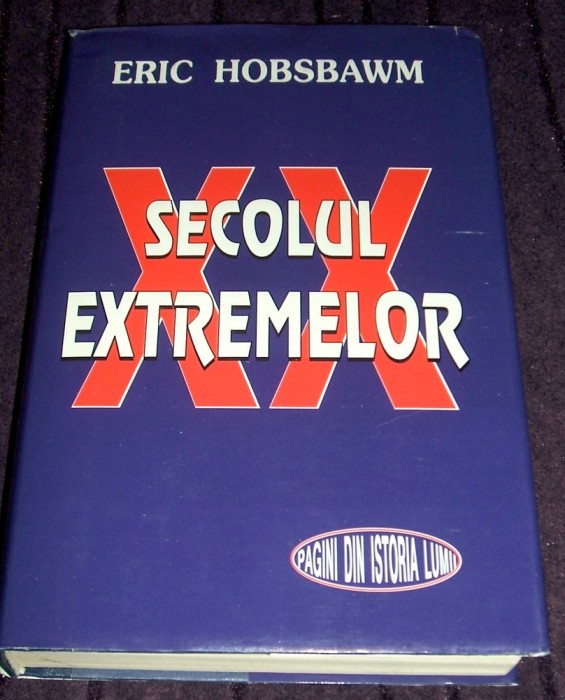 ERIC HOBSBAWM
XX
SECOLUL
EXTREMELOR
PAGINI DIN ISTORIA LUMII